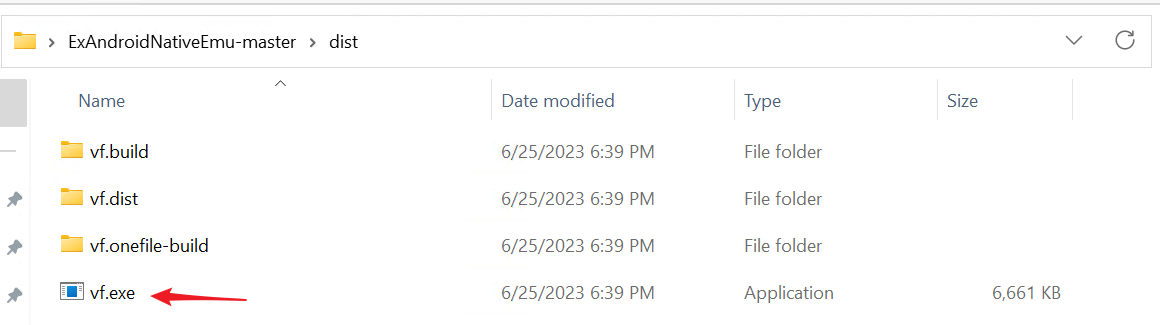 ExAndroidNativeEmu-master > dist
Name Date modified Type Size
vf.build 6/25/2023 6:39 PM File folder
vf.dist 6/25/2023 6:39 PM File folder
vf.onefile-build 6/25/2023 6:39 PM File folder
vf.exe 6/25/2023 6:39 PM Application 6,661 KB